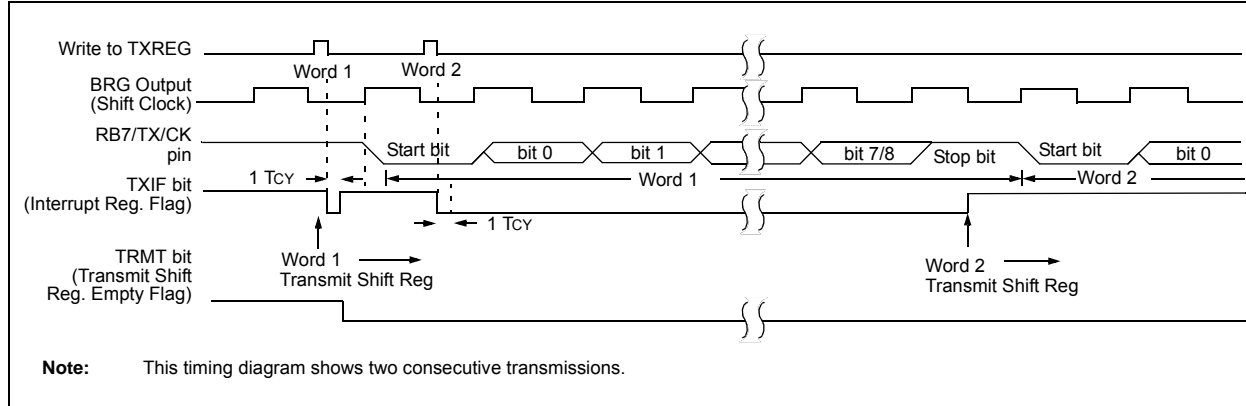 Write to TXREG
Word 1
Word 2
BRG Output
(Shift Clock)
RB7/TX/CK
pin
Start bit
bit 0
bit 1
bit 7/8
Stop bit
Start bit
bit 0
1 TCY
Word 1
Word 2
TXIF bit
(Interrupt Reg. Flag)
1 TCY
Word 1
Transmit Shift Reg
Word 2
Transmit Shift Reg
TRMT bit
(Transmit Shift
Reg. Empty Flag)
Note: This timing diagram shows two consecutive transmissions.